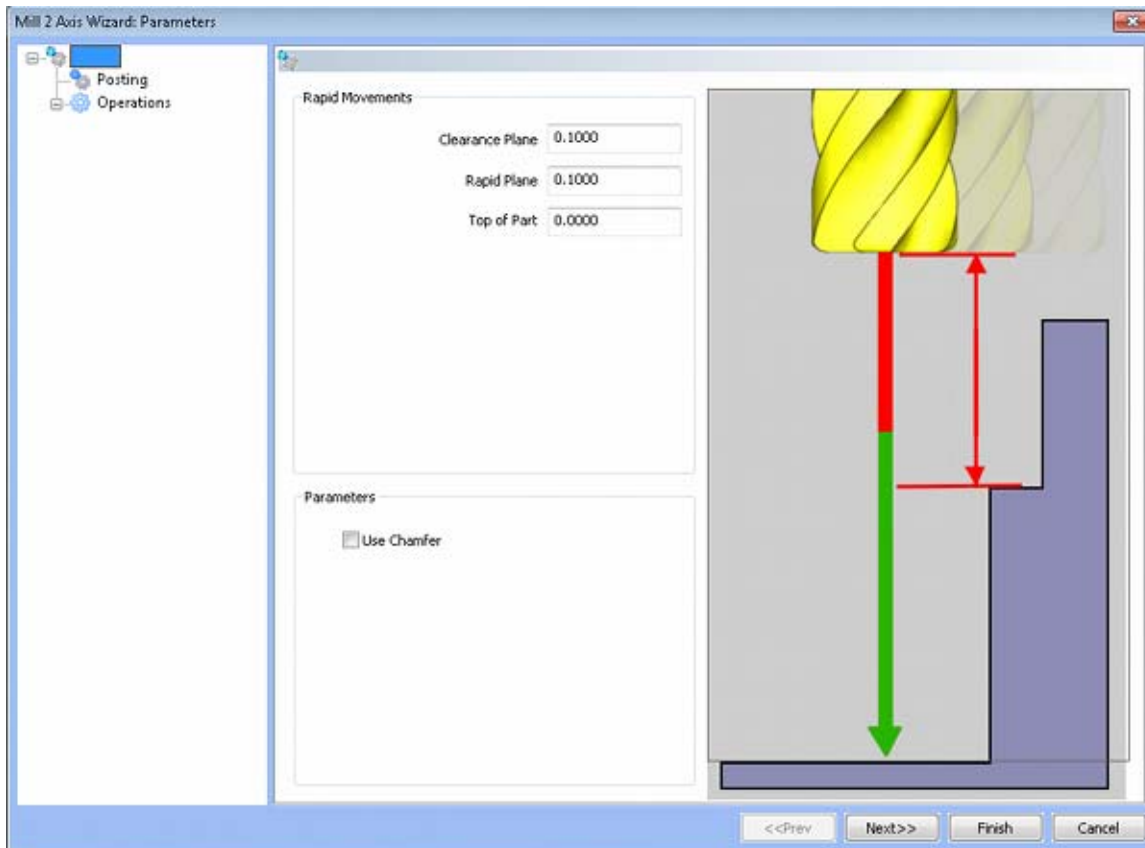 Mill 2 Axis Wizard: Parameters
Posting
Operations
Rapid Movements
Clearance Plane 0.1000
Rapid Plane 0.1000
Top of Part 0.0000
Parameters
Use Chamfer
<<Prev
Next>>
Finish
Cancel